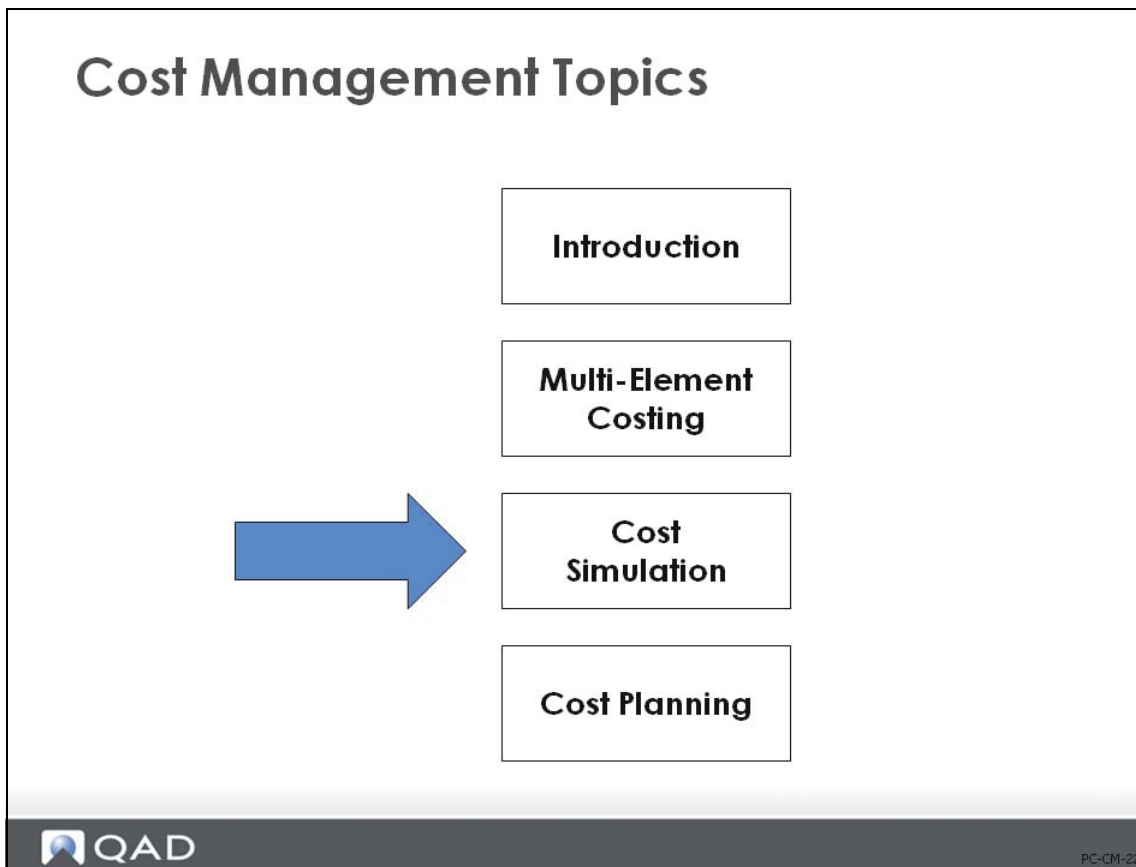 Cost Management Topics
Introduction
Multi-Element
Costing
Cost
Simulation
Cost Planning
QAD